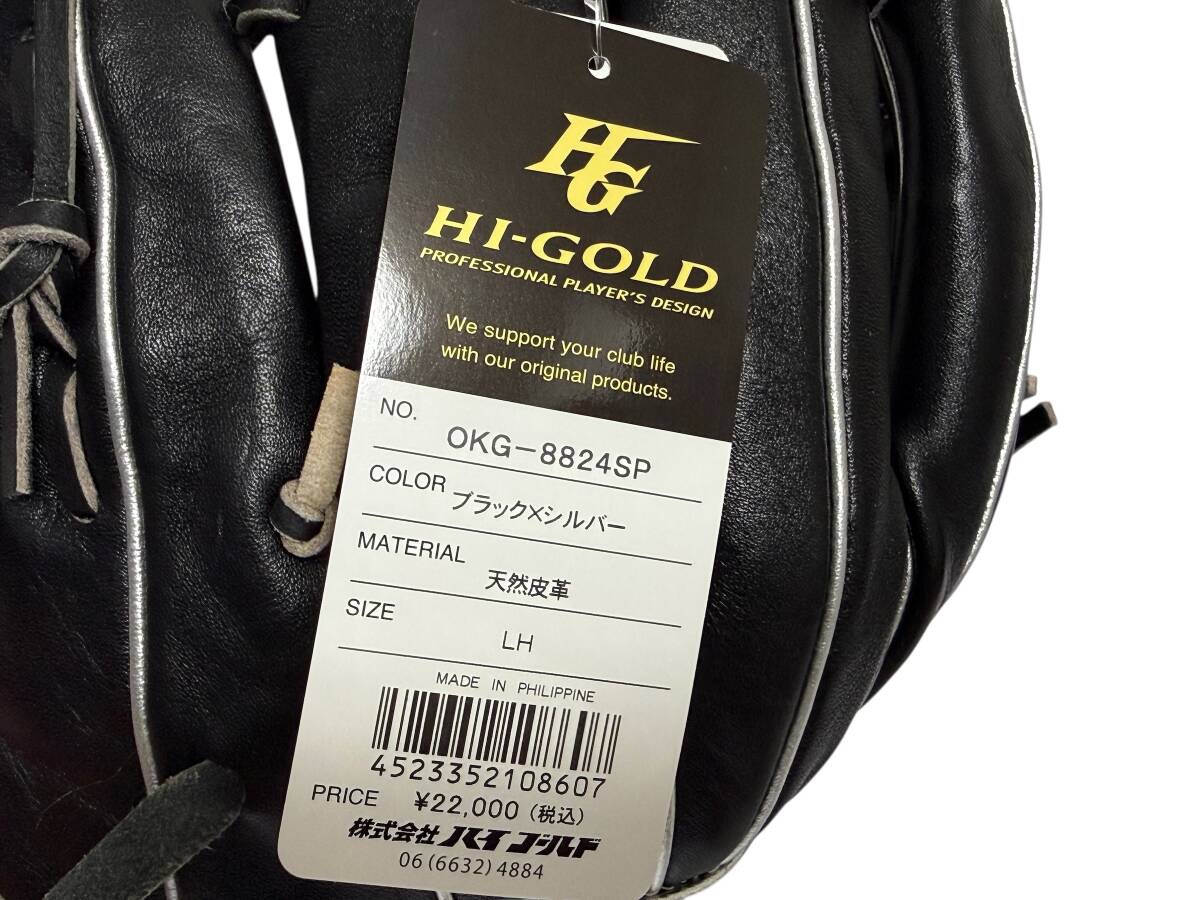 HG
HI-GOLD
PROFESSIONAL PLAYER'S DESIGN
We support your club life
with our original products.
NO. OKG-8824SP
COLOR ブラック×シルバー
MATERIAL 天然皮革
SIZE LH
MADE IN PHILIPPINE
4523352108607
PRICE ¥22,000（税込）
株式会社ハイゴールド
06(6632)4884